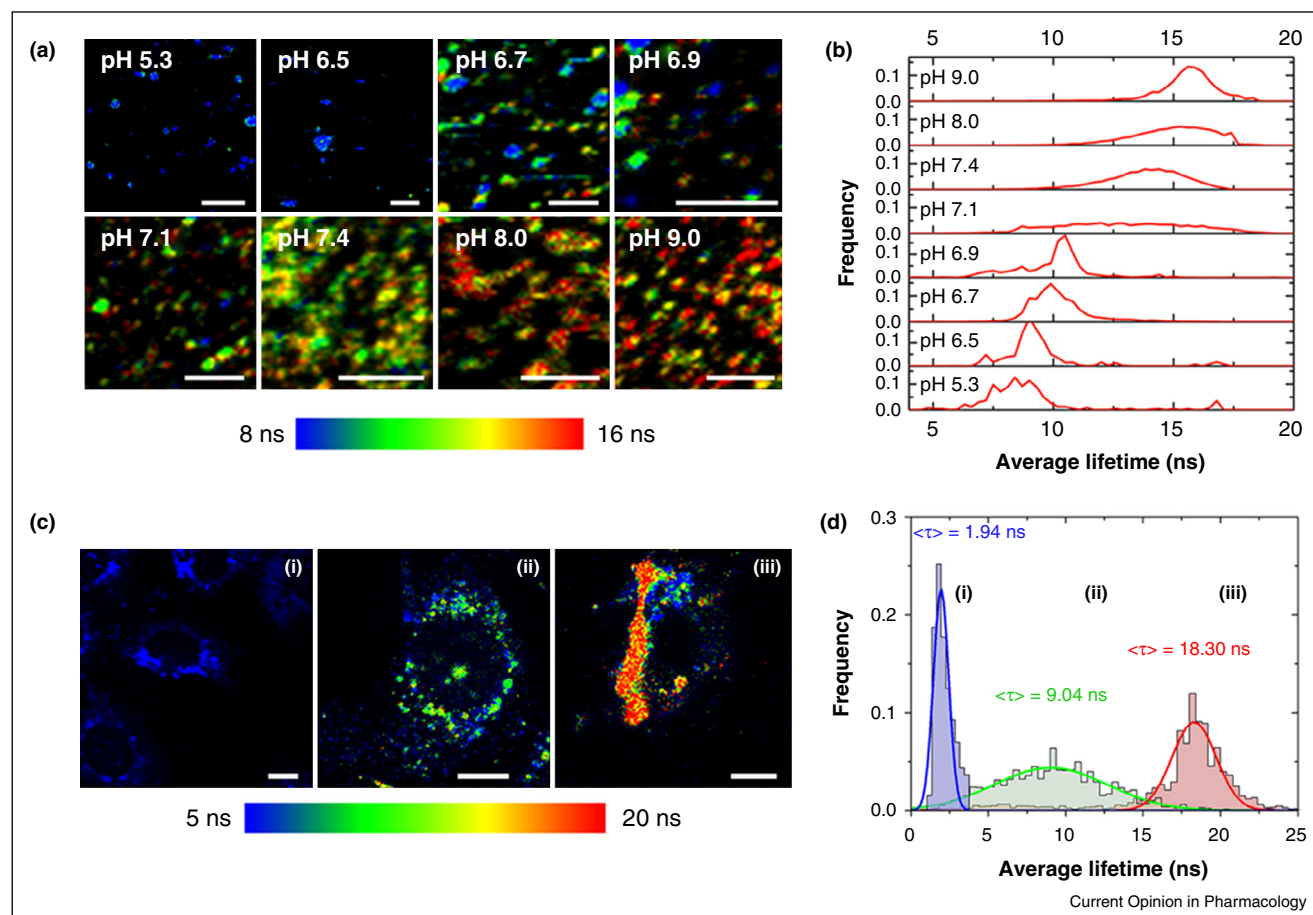 (a)
pH 5.3
pH 6.5
pH 6.7
pH 6.9
pH 7.1
pH 7.4
pH 8.0
pH 9.0
8 ns
16 ns
(b)
5 10 15 20
pH 9.0
pH 8.0
pH 7.4
pH 7.1
pH 6.9
pH 6.7
pH 6.5
pH 5.3
0.1
0.0
0.1
0.0
0.1
0.0
0.1
0.0
0.1
0.0
0.1
0.0
0.1
0.0
0.1
0.0
Frequency
5 10 15 20
Average lifetime (ns)
(c)
(i)
(ii)
(iii)
5 ns
20 ns
(d)
0.3
0.2
0.1
0.0
Frequency
<τ> = 1.94 ns
(i)
(ii)
(iii)
<τ> = 18.30 ns
<τ> = 9.04 ns
0 5 10 15 20 25
Average lifetime (ns)
Current Opinion in Pharmacology